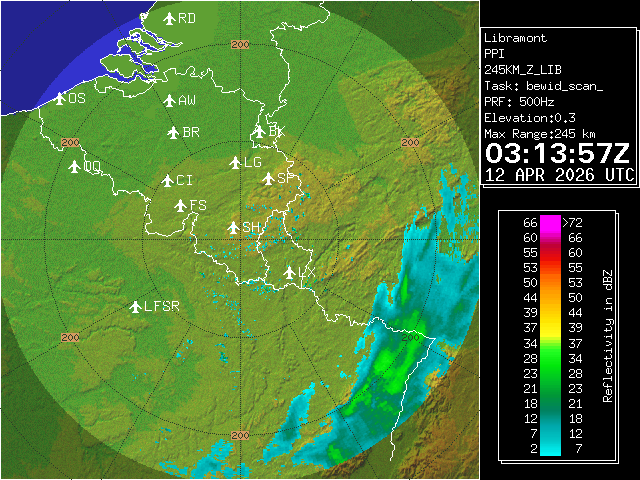 RD
200
OS
AW
BR
BK
200
200
QQ
LG
CI
SP
FS
SH
LX
LFSR
200
200
200
Libramont
PPI
245KM_Z_LIB
Task: bewid_scan_
PRF: 500Hz
Elevation:0.3
Max Range:245 km
03:13:57Z
12 APR 2026 UTC
66 >72
60 66
55 60
53 55
50 53
44 50
39 44
37 39
34 37
28 34
23 28
21 23
18 21
12 18
7 12
2 7
Reflectivity in dBZ